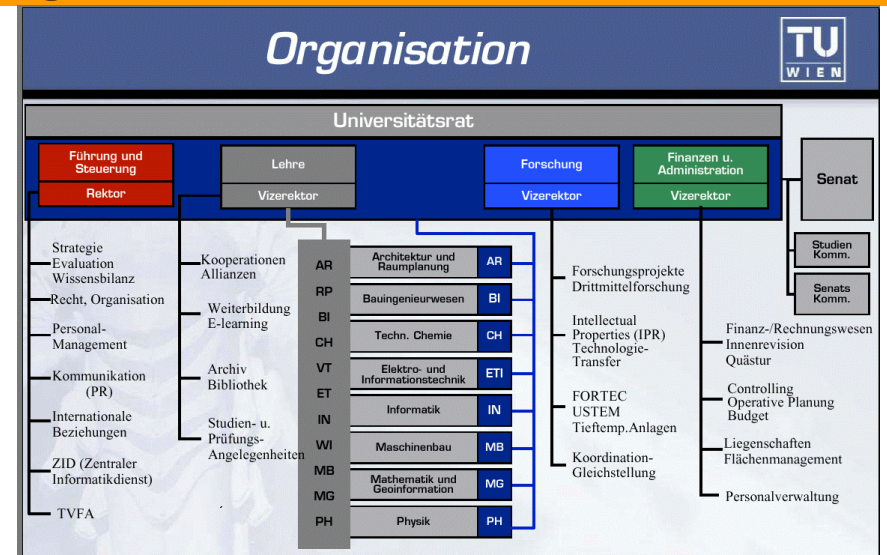 Organisation
TU
WIEN
Universitätsrat
Führung und
Steuerung
Rektor
Lehre
Vizerektor
Forschung
Vizerektor
Finanzen u.
Administration
Vizerektor
Senat
Studien
Komm.
Senats
Komm.
Strategie
Evaluation
Wissensbilanz
Recht, Organisation
Personal-
Management
Kommunikation
(PR)
Internationale
Beziehungen
ZID (Zentraler
Informatikdienst)
TVFA
Kooperationen
Allianzen
Weiterbildung
E-learning
Archiv
Bibliothek
Studien- u.
Prüfungs-
Angelegenheiten
AR
RP
BI
CH
VT
ET
IN
WI
MB
MG
PH
Architektur und
Raumplanung
AR
Bauingenieurwesen
BI
Techn. Chemie
CH
Elektro- und
Informationstechnik
ETI
Informatik
IN
Maschinenbau
MB
Mathematik und
Geoinformation
MG
Physik
PH
Forschungsprojekte
Drittmittelforschung
Intellectual
Properties (IPR)
Technologie-
Transfer
FORTEC
USTEM
Tieftemp.Anlagen
Koordination-
Gleichstellung
Finanz-/Rechnungswesen
Innenrevision
Quästur
Controlling
Operative Planung
Budget
Liegenschaften
Flächenmanagement
Personalverwaltung